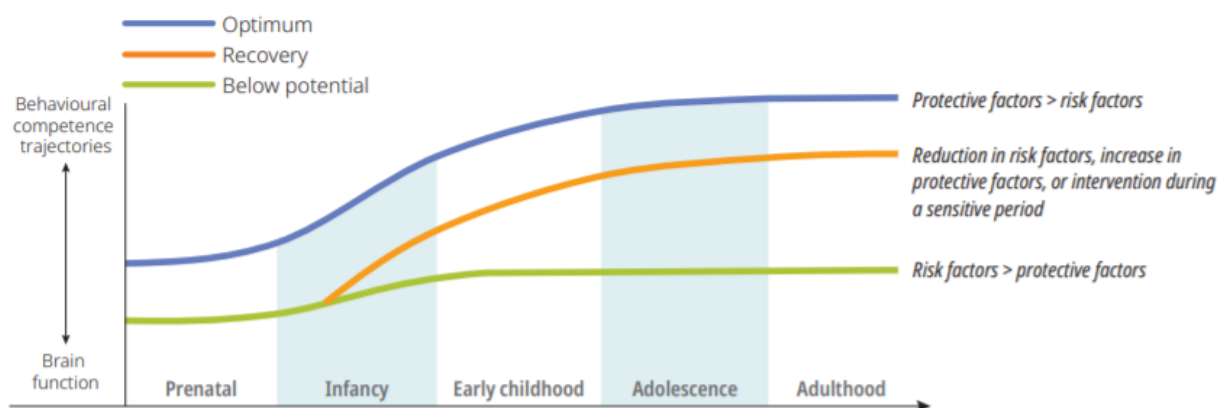 Optimum
Recovery
Below potential
Behavioural
competence
trajectories
Brain
function
Protective factors > risk factors
Reduction in risk factors, increase in
protective factors, or intervention during
a sensitive period
Risk factors > protective factors
Prenatal
Infancy
Early childhood
Adolescence
Adulthood